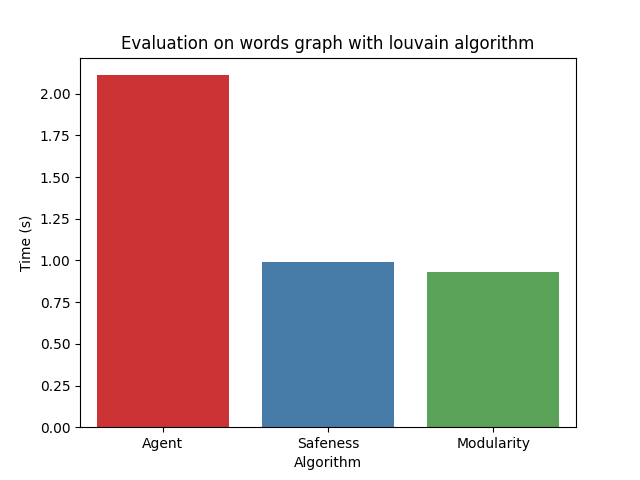 Evaluation on words graph with louvain algorithm
2.00
1.75
1.50
1.25
1.00
0.75
0.50
0.25
0.00
Time (s)
Agent
Safeness
Modularity
Algorithm